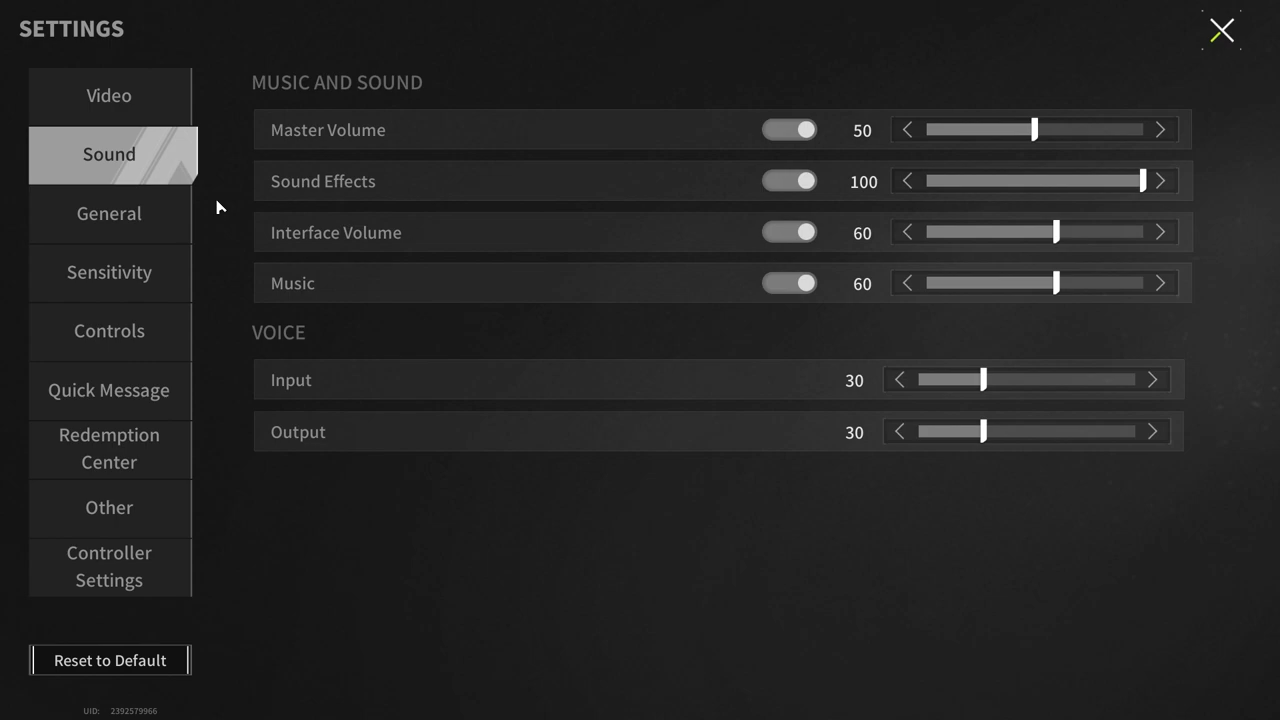 SETTINGS
Video
Sound
General
Sensitivity
Controls
Quick Message
Redemption
Center
Other
Controller
Settings
Reset to Default
UID: 2392579966
MUSIC AND SOUND
Master Volume 50
Sound Effects 100
Interface Volume 60
Music 60
VOICE
Input 30
Output 30